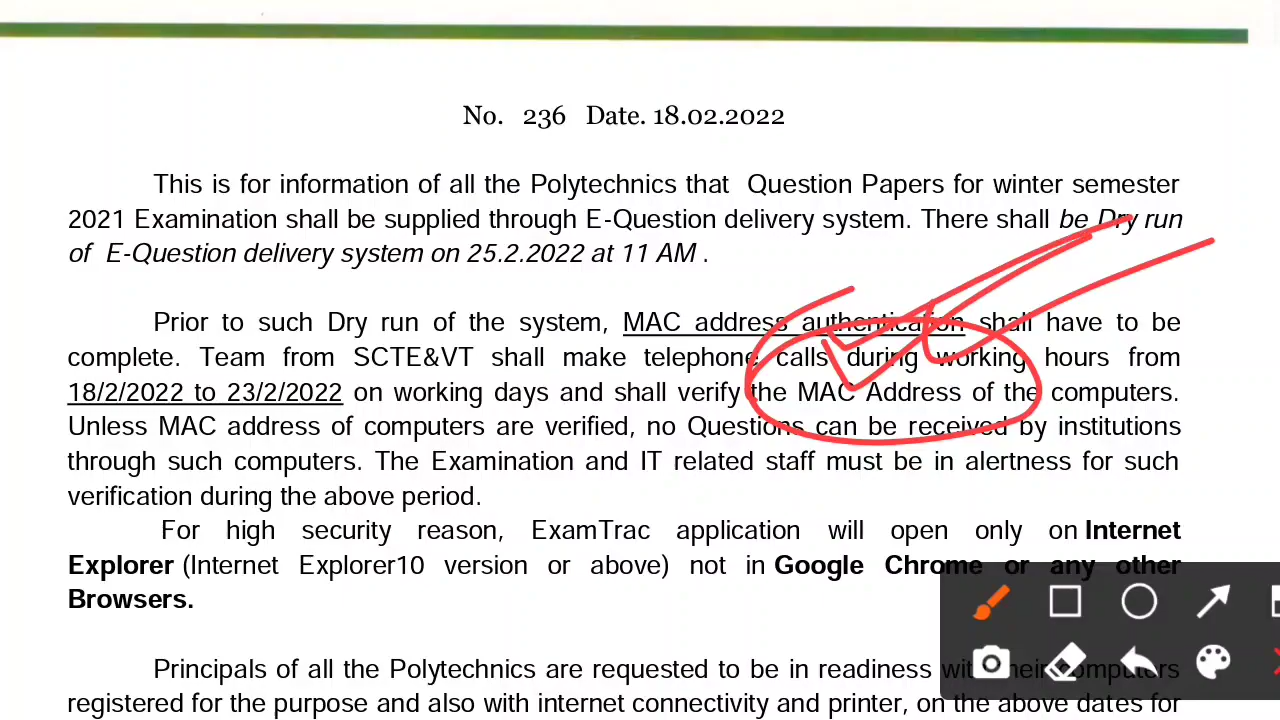 No. 236 Date. 18.02.2022
This is for information of all the Polytechnics that Question Papers for winter semester
2021 Examination shall be supplied through E-Question delivery system. There shall be Dry run
of E-Question delivery system on 25.2.2022 at 11 AM .
Prior to such Dry run of the system, MAC address authentication shall have to be
complete. Team from SCTE&VT shall make telephone calls during working hours from
18/2/2022 to 23/2/2022 on working days and shall verify the MAC Address of the computers.
Unless MAC address of computers are verified, no Questions can be received by institutions
through such computers. The Examination and IT related staff must be in alertness for such
verification during the above period.
For high security reason, ExamTrac application will open only on Internet
Explorer (Internet Explorer10 version or above) not in Google Chrome or any other
Browsers.
Principals of all the Polytechnics are requested to be in readiness with their computers
registered for the purpose and also with internet connectivity and printer, on the above dates for